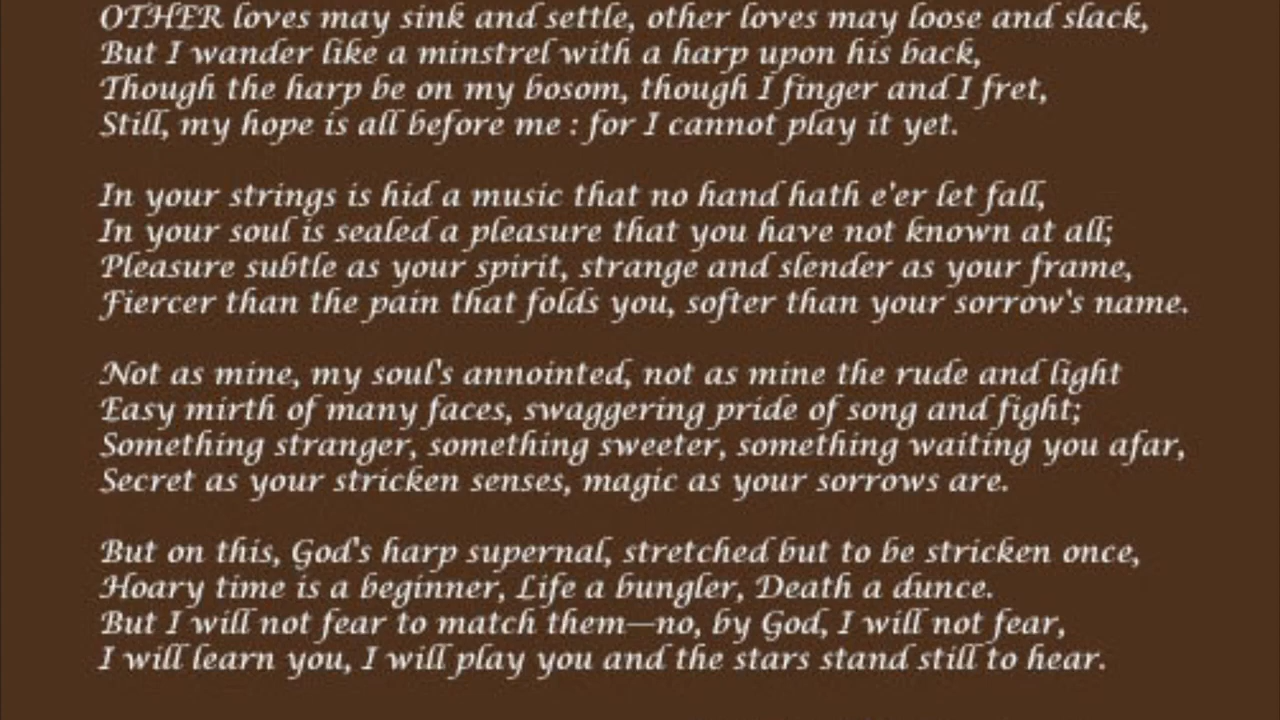 OTHER loves may sink and settle, other loves may loose and slack,
But I wander like a minstrel with a harp upon his back,
Though the harp be on my bosom, though I finger and I fret,
Still, my hope is all before me : for I cannot play it yet.
In your strings is hid a music that no hand hath e'er let fall,
In your soul is sealed a pleasure that you have not known at all;
Pleasure subtle as your spirit, strange and slender as your frame,
Fiercer than the pain that folds you, softer than your sorrow's name.
Not as mine, my soul's annointed, not as mine the rude and light
Easy mirth of many faces, swaggering pride of song and fight;
Something stranger, something sweeter, something waiting you afar,
Secret as your stricken senses, magic as your sorrows are.
But on this, God's harp supernal, stretched but to be stricken once,
Hoary time is a beginner, Life a bungler, Death a dunce.
But I will not fear to match them—no, by God, I will not fear,
I will learn you, I will play you and the stars stand still to hear.